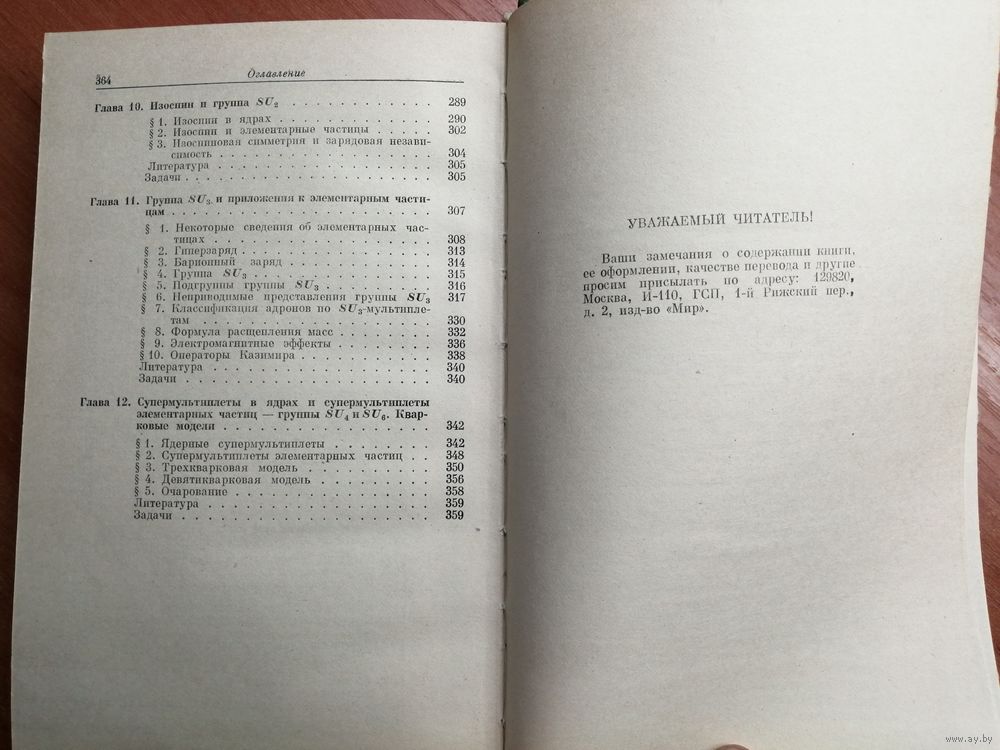 364
Оглавление
Глава 10. Изоспин и группа SU₂ . . . . . . . . . . . 289
§ 1. Изоспин в ядрах . . . . . . . . . . . 290
§ 2. Изоспин и элементарные частицы . . . . . 302
§ 3. Изоспиновая симметрия и зарядовая незави-
симость . . . . . . . . . . . . . . . . 304
Литература . . . . . . . . . . . . . . . . 305
Задачи . . . . . . . . . . . . . . . . . . 305
Глава 11. Группа SU₃ и приложения к элементарным части-
цам . . . . . . . . . . . . . . . . . . . . 307
§ 1. Некоторые сведения об элементарных час-
тицах . . . . . . . . . . . . . . . . . 308
§ 2. Гиперзаряд . . . . . . . . . . . . . . 313
§ 3. Барионный заряд . . . . . . . . . . . 314
§ 4. Группа SU₃ . . . . . . . . . . . . . . 315
§ 5. Подгруппы группы SU₃ . . . . . . . . 316
§ 6. Неприводимые представления группы SU₃ 317
§ 7. Классификация адронов по SU₃-мультипле-
там . . . . . . . . . . . . . . . . . . 330
§ 8. Формула расщепления масс . . . . . . . 332
§ 9. Электромагнитные эффекты . . . . . . . 336
§ 10. Операторы Казимира . . . . . . . . . . 338
Литература . . . . . . . . . . . . . . . . . 340
Задачи . . . . . . . . . . . . . . . . . . . 340
Глава 12. Супермультиплеты в ядрах и супермультиплеты
элементарных частиц — группы SU₄ и SU₆. Квар-
ковые модели . . . . . . . . . . . . . . . . 342
§ 1. Ядерные супермультиплеты . . . . . . . . 342
§ 2. Супермультиплеты элементарных частиц . . 348
§ 3. Трехкварковая модель . . . . . . . . . . 350
§ 4. Девятикварковая модель . . . . . . . . . 356
§ 5. Очарование . . . . . . . . . . . . . . . 358
Литература . . . . . . . . . . . . . . . . . 359
Задачи . . . . . . . . . . . . . . . . . . . 359
УВАЖАЕМЫЙ ЧИТАТЕЛЬ!
Ваши замечания о содержании книги,
ее оформлении, качестве перевода и другие
просим присылать по адресу: 129820,
Москва, И-110, ГСП, 1-й Рижский пер.,
д. 2, изд-во «Мир».
www.ay.by